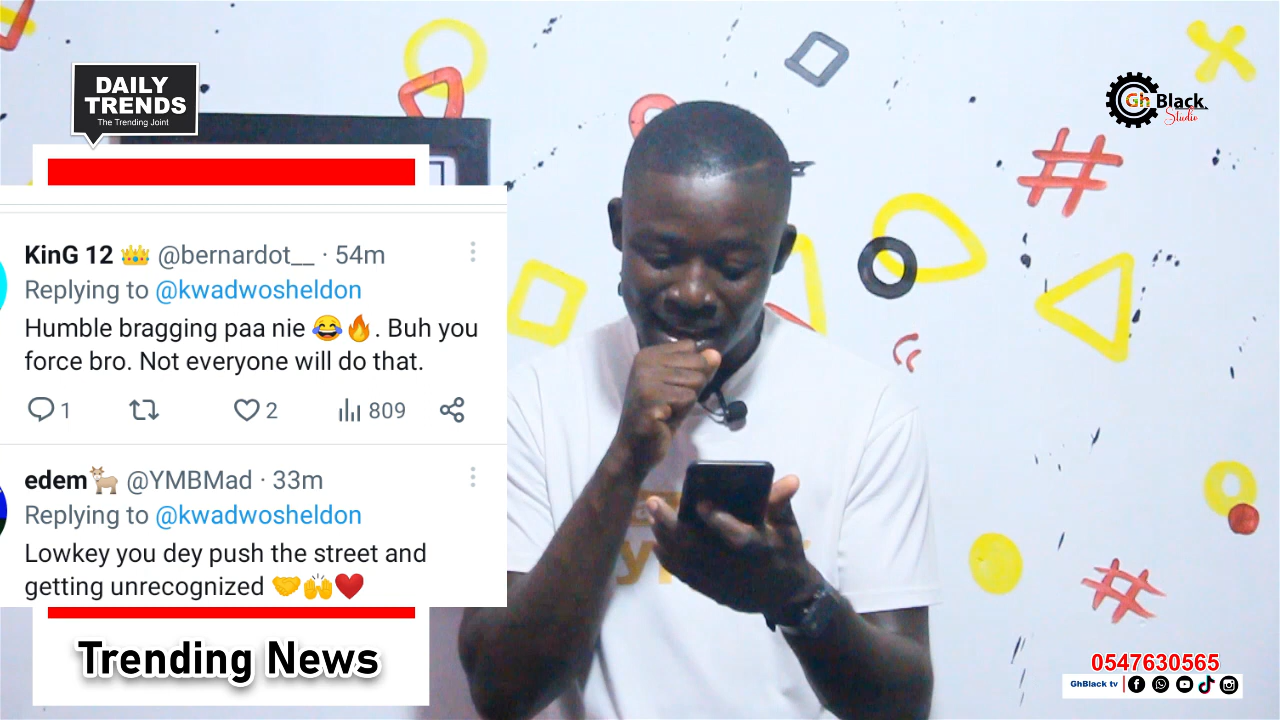 DAILY
TRENDS
The Trending Joint
Gh Black
Studio
KinG 12 👑 @bernardot__ · 54m
Replying to @kwadwosheldon
Humble bragging paa nie 😂🔥. Buh you
force bro. Not everyone will do that.
1 2 809
edem🐐 @YMBMad · 33m
Replying to @kwadwosheldon
Lowkey you dey push the street and
getting unrecognized 🤝🙌❤️
Trending News
0547630565
GhBlack tv